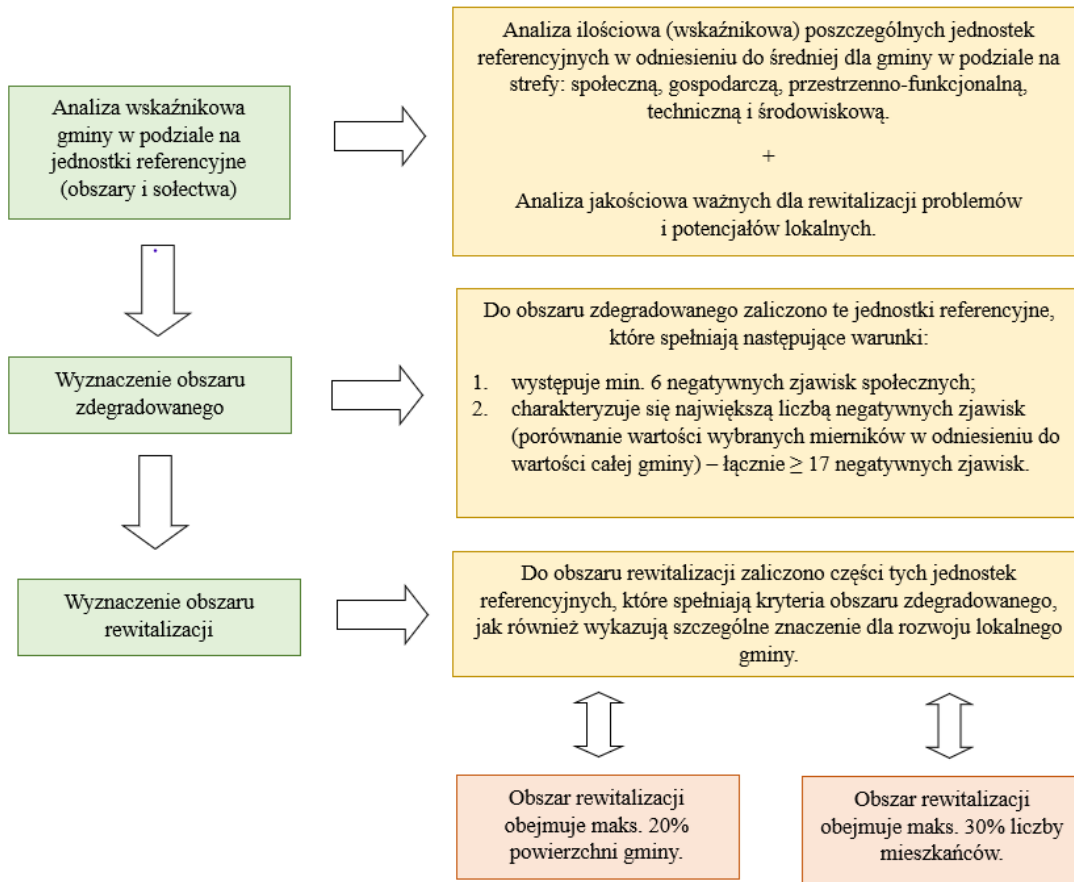 Analiza wskaźnikowa
gminy w podziale na
jednostki referencyjne
(obszary i sołectwa)
Analiza ilościowa (wskaźnikowa) poszczególnych jednostek
referencyjnych w odniesieniu do średniej dla gminy w podziale na
strefy: społeczną, gospodarczą, przestrzenno-funkcjonalną,
techniczną i środowiskową.
+
Analiza jakościowa ważnych dla rewitalizacji problemów
i potencjałów lokalnych.
Wyznaczenie obszaru
zdegradowanego
Do obszaru zdegradowanego zaliczono te jednostki referencyjne,
które spełniają następujące warunki:
1. występuje min. 6 negatywnych zjawisk społecznych;
2. charakteryzuje się największą liczbą negatywnych zjawisk
(porównanie wartości wybranych mierników w odniesieniu do
wartości całej gminy) – łącznie ≥ 17 negatywnych zjawisk.
Wyznaczenie obszaru
rewitalizacji
Do obszaru rewitalizacji zaliczono części tych jednostek
referencyjnych, które spełniają kryteria obszaru zdegradowanego,
jak również wykazują szczególne znaczenie dla rozwoju lokalnego
gminy.
Obszar rewitalizacji
obejmuje maks. 20%
powierzchni gminy.
Obszar rewitalizacji
obejmuje maks. 30% liczby
mieszkańców.